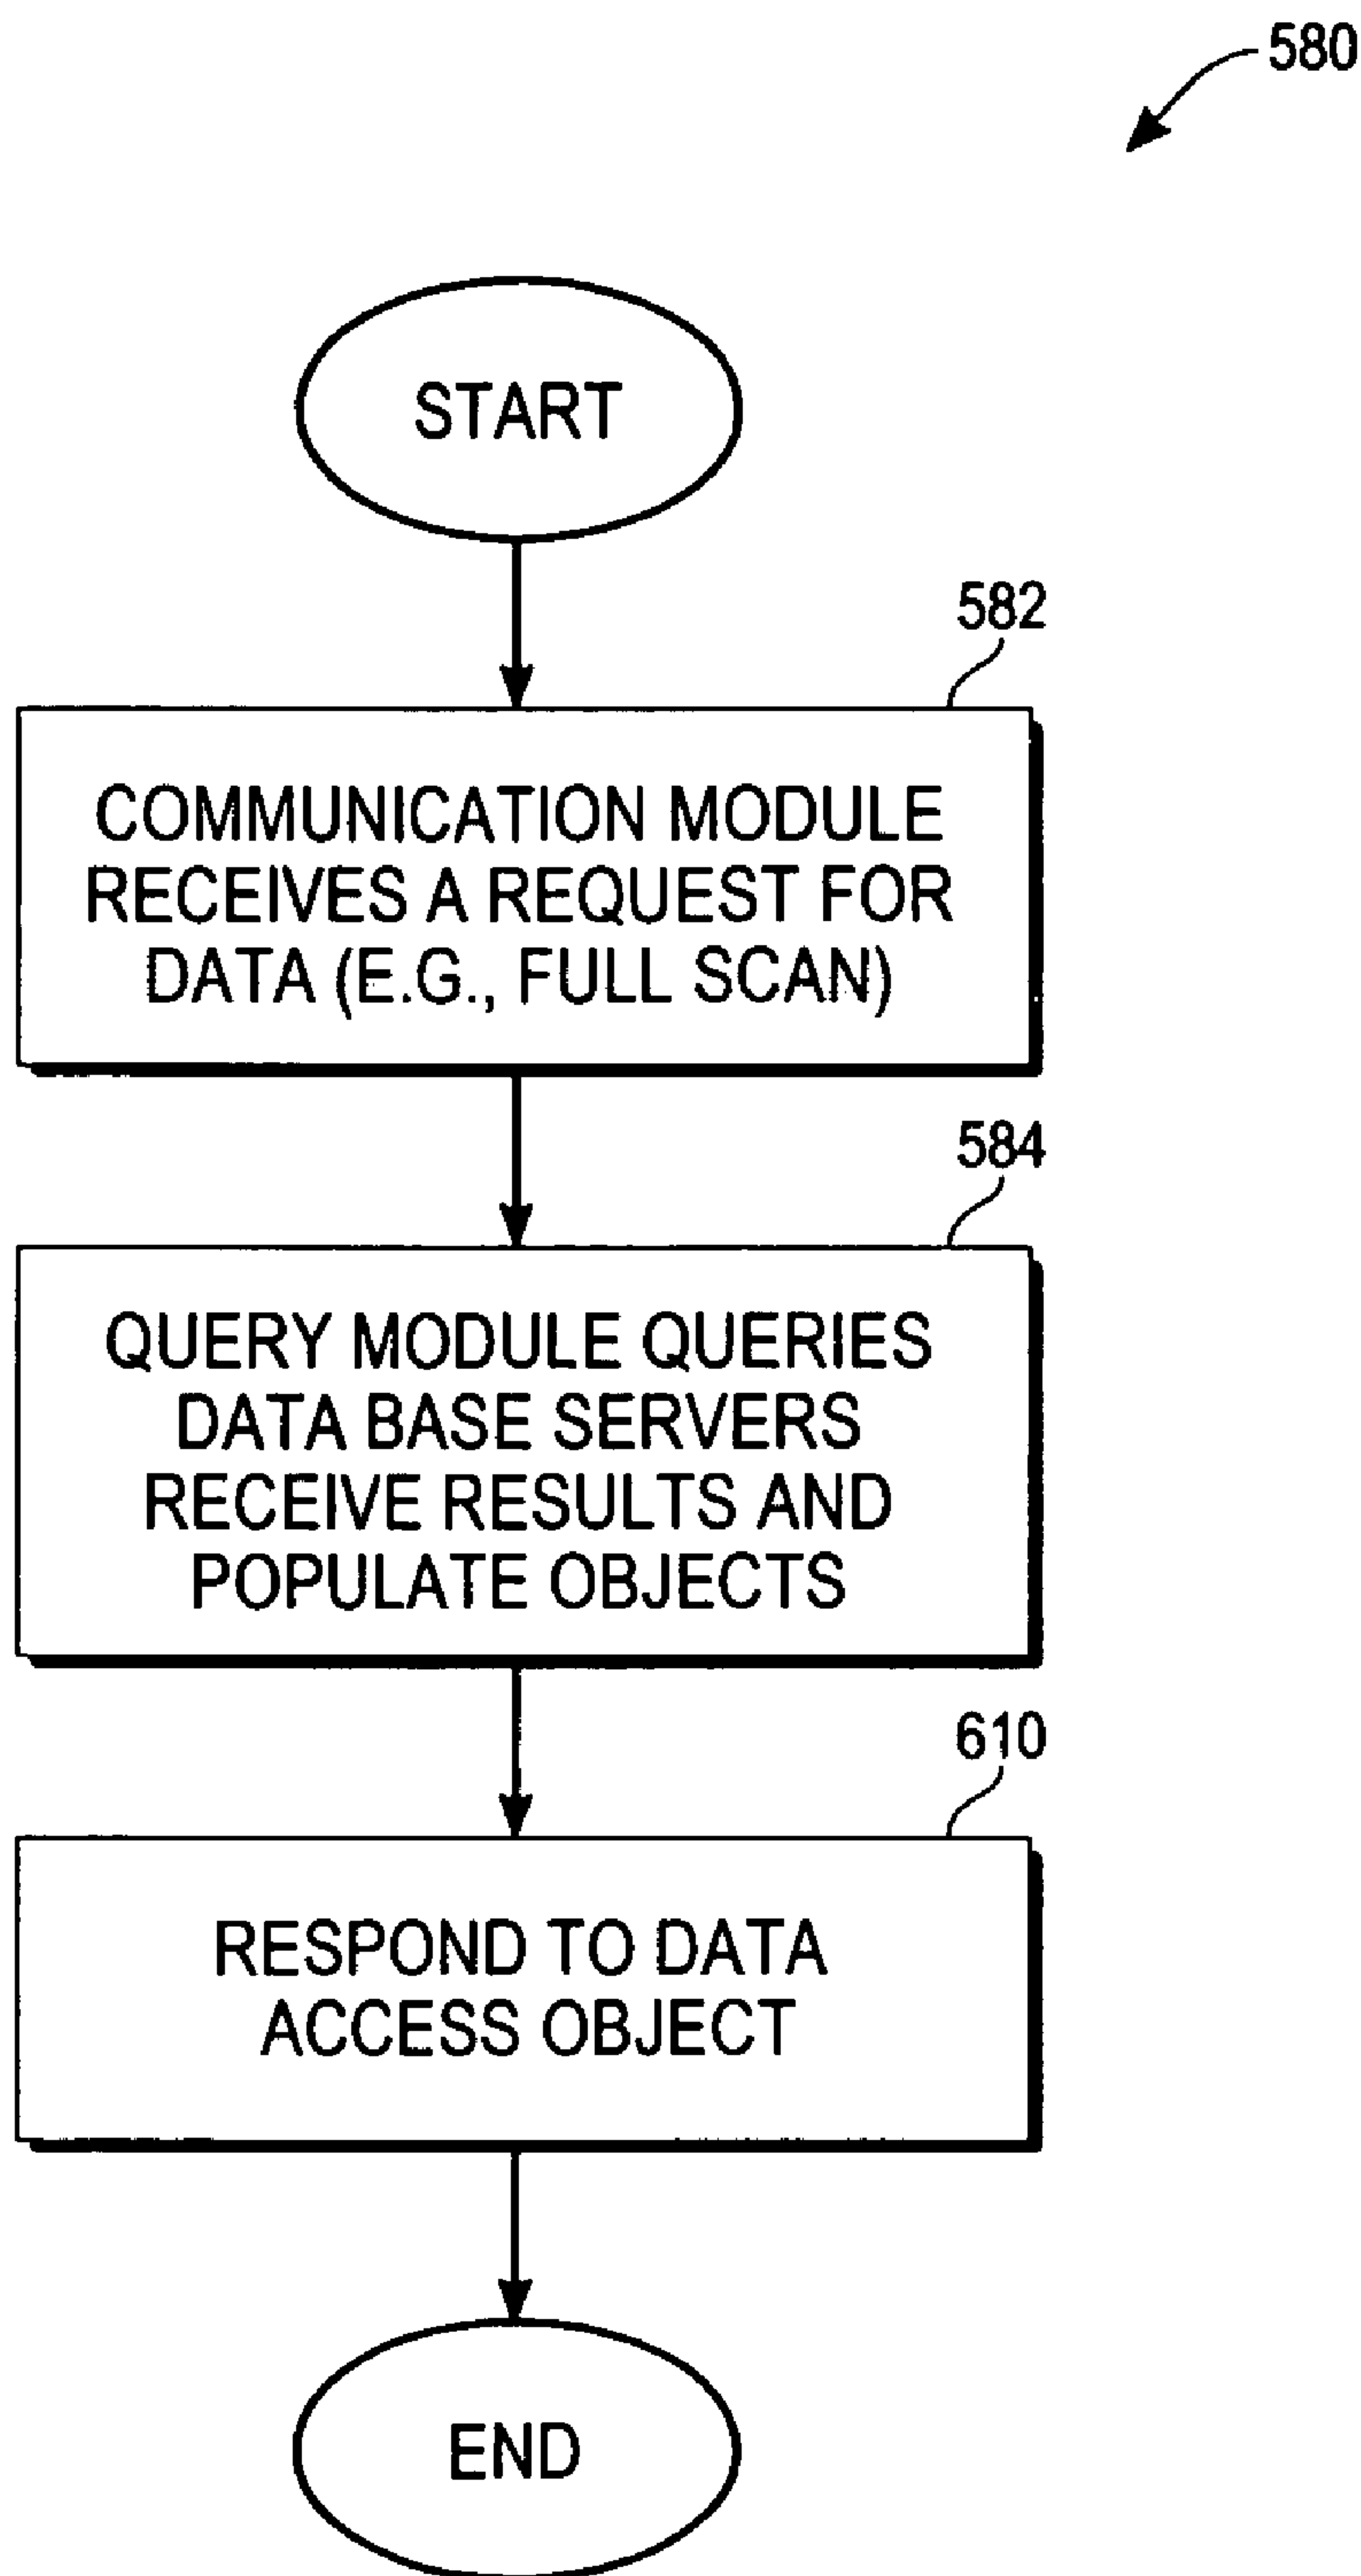 580
START
582
COMMUNICATION MODULE
RECEIVES A REQUEST FOR
DATA (E.G., FULL SCAN)
584
QUERY MODULE QUERIES
DATA BASE SERVERS
RECEIVE RESULTS AND
POPULATE OBJECTS
610
RESPOND TO DATA
ACCESS OBJECT
END